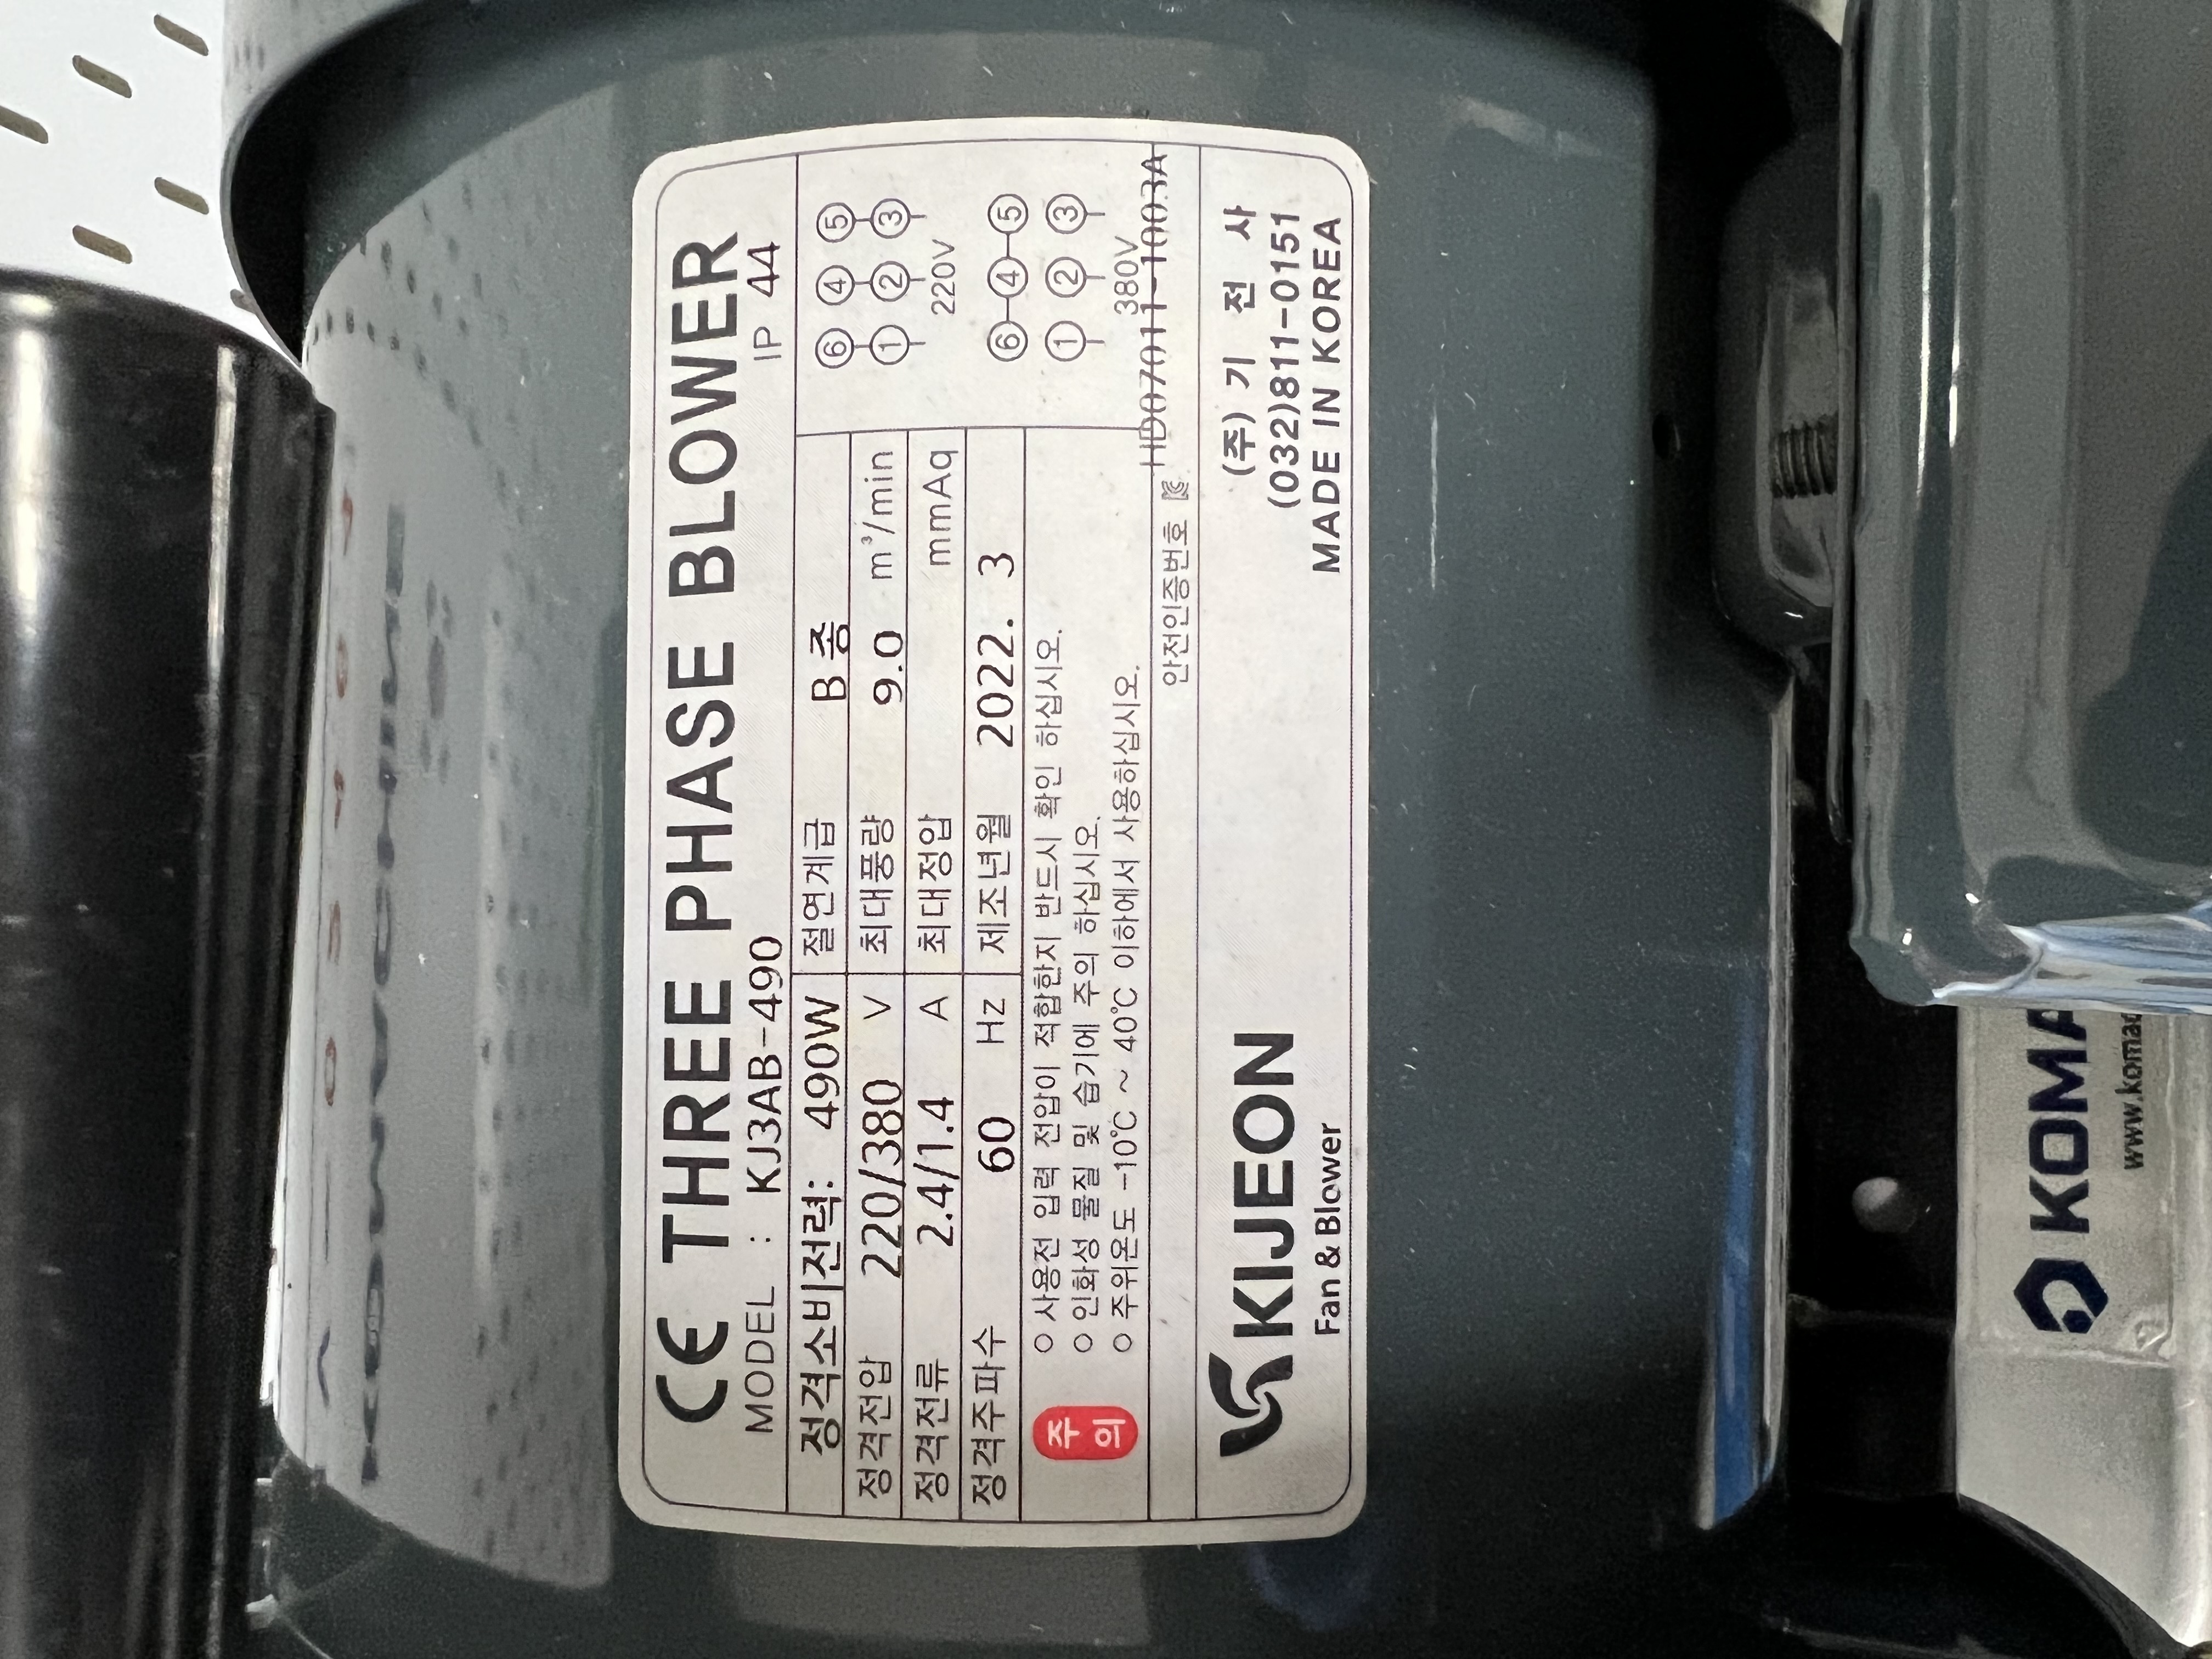 CE THREE PHASE BLOWER
MODEL : KJ3AB-490 IP 44
정격소비전력: 490W 절연계급 B 종
정격전압 220/380 V 최대풍량 9.0 m³/min
정격전류 2.4/1.4 A 최대정압 mmAq
정격주파수 60 Hz 제조년월 2022. 3
⑥ ④ ⑤
① ② ③
220V
⑥ ④ ⑤
① ② ③
380V
주의
○ 사용전 입력 전압이 적합한지 반드시 확인 하십시오.
○ 인화성 물질 및 습기에 주의 하십시오.
○ 주위온도 -10℃ ~ 40℃ 이하에서 사용하십시오.
안전인증번호 HD07011-1003A
KIJEON
Fan & Blower
(주) 기 전 사
(032)811-0151
MADE IN KOREA